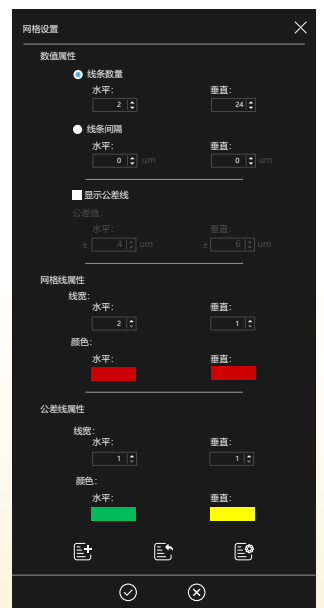 网格设置
数值属性
线条数量
水平: 垂直:
2 24
线条间隔
水平: 垂直:
0 um 0 um
显示公差线
公差值:
水平: 垂直:
± 4 um ± 6 um
网格线属性
线宽:
水平: 垂直:
2 1
颜色:
水平: 垂直:
公差线属性
线宽:
水平: 垂直:
1 1
颜色:
水平: 垂直: